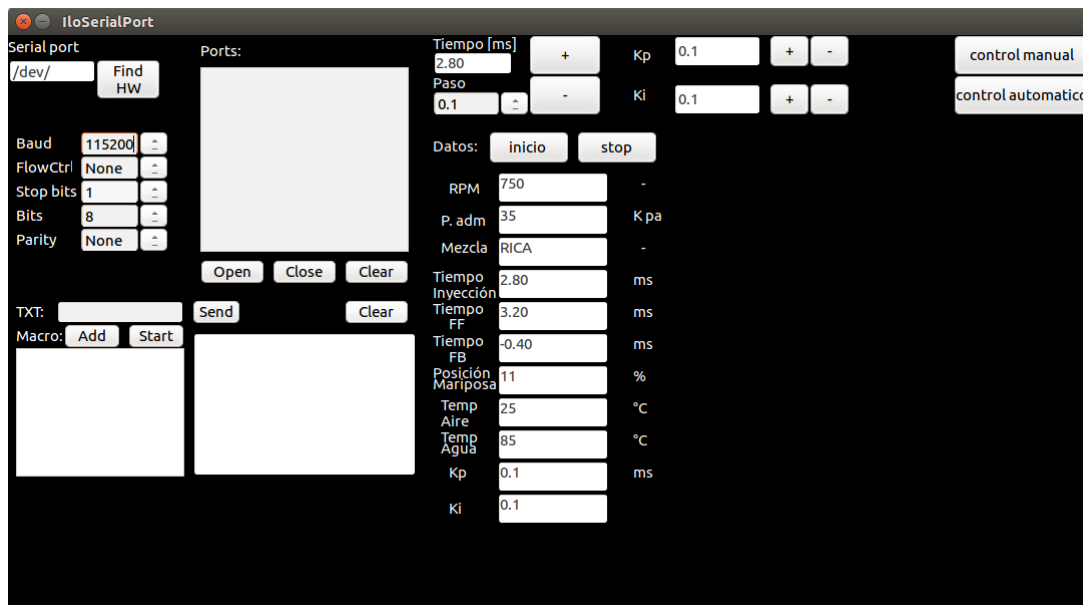 IloSerialPort
Serial port
/dev/
Find
HW
Baud 115200
FlowCtrl None
Stop bits 1
Bits 8
Parity None
Ports:
Open Close Clear
TXT: Send Clear
Macro: Add Start
Tiempo [ms]
2.80
+
Paso
0.1
-
Kp 0.1 + -
Ki 0.1 + -
control manual
control automatico
Datos: inicio stop
RPM 750 -
P. adm 35 K pa
Mezcla RICA -
Tiempo
Inyección 2.80 ms
Tiempo
FF 3.20 ms
Tiempo
FB -0.40 ms
Posición
Mariposa 11 %
Temp
Aire 25 °C
Temp
Agua 85 °C
Kp 0.1 ms
Ki 0.1